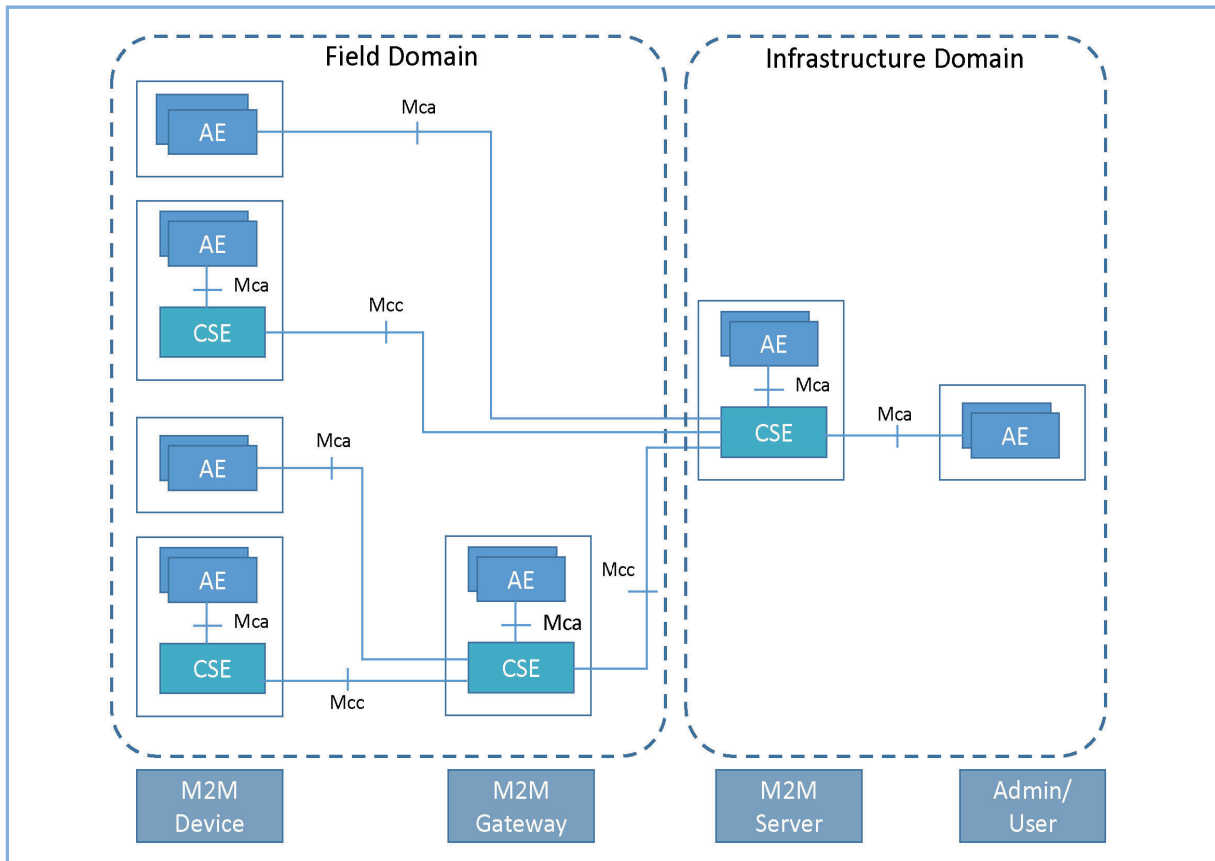 Field Domain
Infrastructure Domain
AE
Mca
AE
Mca
CSE
Mcc
AE
Mca
CSE
Mca
AE
AE
Mca
AE
Mca
CSE
AE
Mca
CSE
Mcc
Mcc
M2M
Device
M2M
Gateway
M2M
Server
Admin/
User